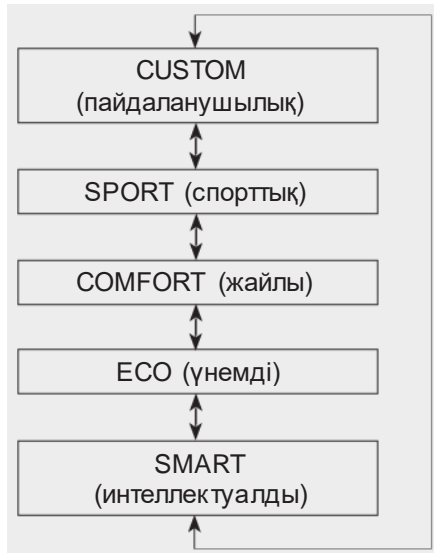 CUSTOM
(пайдаланушылық)
SPORT (спорттық)
COMFORT (жайлы)
ECO (үнемді)
SMART
(интеллектуалды)